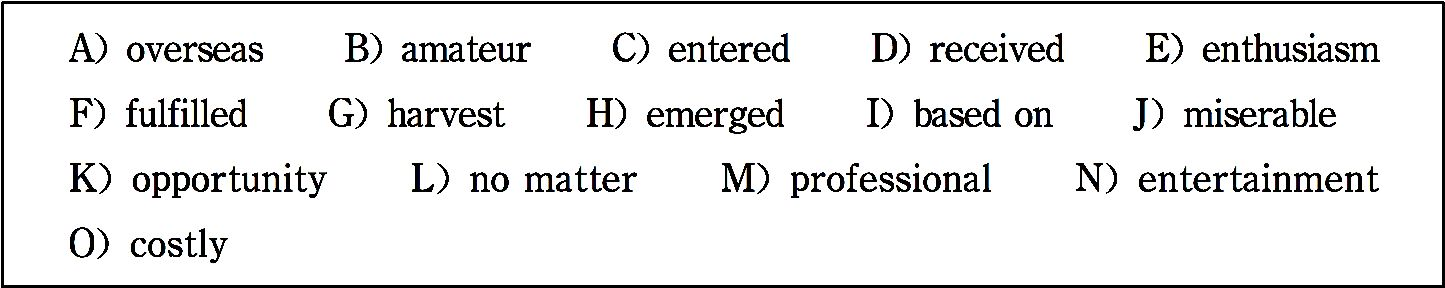 A) overseas B) amateur C) entered D) received E) enthusiasm
F) fulfilled G) harvest H) emerged I) based on J) miserable
K) opportunity L) no matter M) professional N) entertainment
O) costly